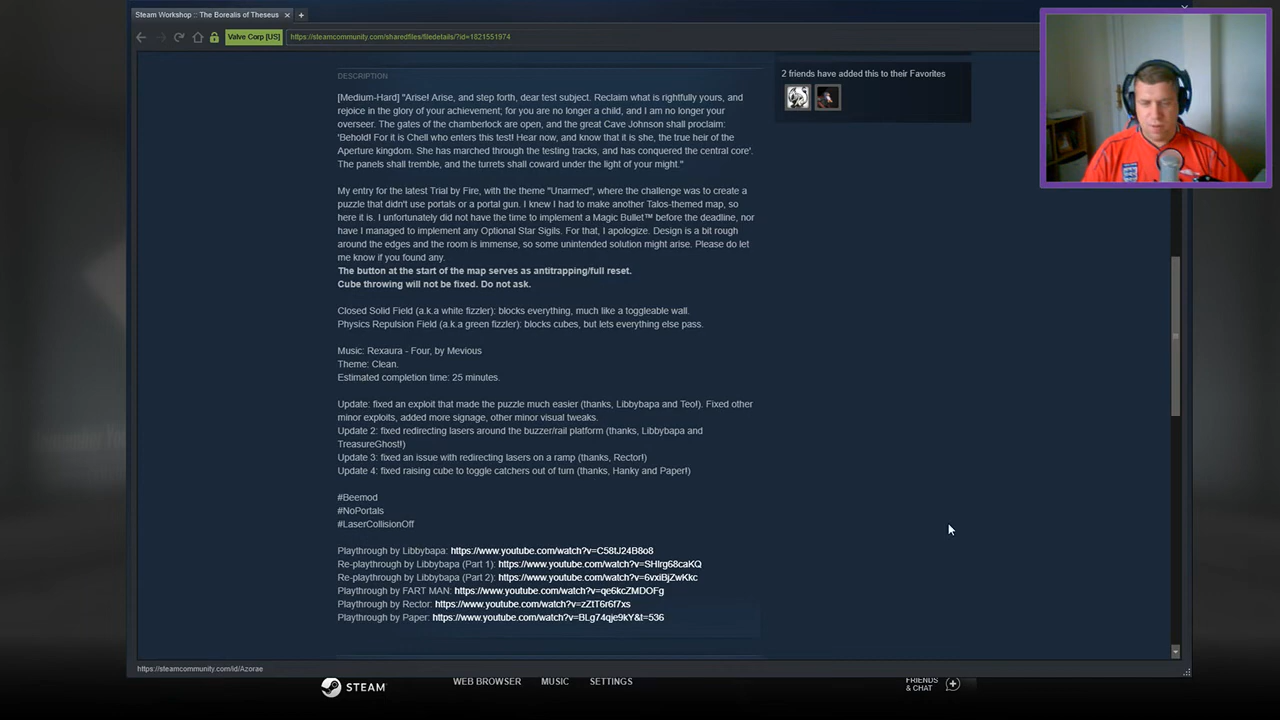 Steam Workshop :: The Borealis of Theseus
Valve Corp [US]
https://steamcommunity.com/sharedfiles/filedetails/?id=1821551974
DESCRIPTION
2 friends have added this to their Favorites
[Medium-Hard] "Arise! Arise, and step forth, dear test subject. Reclaim what is rightfully yours, and
rejoice in the glory of your achievement; for you are no longer a child, and I am no longer your
overseer. The gates of the chamberlock are open, and the great Cave Johnson shall proclaim:
'Behold! For it is Chell who enters this test! Hear now, and know that it is she, the true heir of the
Aperture kingdom. She has marched through the testing tracks, and has conquered the central core'.
The panels shall tremble, and the turrets shall coward under the light of your might."
My entry for the latest Trial by Fire, with the theme "Unarmed", where the challenge was to create a
puzzle that didn't use portals or a portal gun. I knew I had to make another Talos-themed map, so
here it is. I unfortunately did not have the time to implement a Magic Bullet™ before the deadline, nor
have I managed to implement any Optional Star Sigils. For that, I apologize. Design is a bit rough
around the edges and the room is immense, so some unintended solution might arise. Please do let
me know if you found any.
The button at the start of the map serves as antitrapping/full reset.
Cube throwing will not be fixed. Do not ask.
Closed Solid Field (a.k.a white fizzler): blocks everything, much like a toggleable wall.
Physics Repulsion Field (a.k.a green fizzler): blocks cubes, but lets everything else pass.
Music: Rexaura - Four, by Mevious
Theme: Clean.
Estimated completion time: 25 minutes.
Update: fixed an exploit that made the puzzle much easier (thanks, Libbybapa and Teo!). Fixed other
minor exploits, added more signage, other minor visual tweaks.
Update 2: fixed redirecting lasers around the buzzer/rail platform (thanks, Libbybapa and
TreasureGhost!)
Update 3: fixed an issue with redirecting lasers on a ramp (thanks, Rector!)
Update 4: fixed raising cube to toggle catchers out of turn (thanks, Hanky and Paper!)
#Beemod
#NoPortals
#LaserCollisionOff
Playthrough by Libbybapa: https://www.youtube.com/watch?v=C58tJ24B8o8
Re-playthrough by Libbybapa (Part 1): https://www.youtube.com/watch?v=SHIrg68caKQ
Re-playthrough by Libbybapa (Part 2): https://www.youtube.com/watch?v=6vxiBjZwKkc
Playthrough by FART MAN: https://www.youtube.com/watch?v=qe6kcZMDOFg
Playthrough by Rector: https://www.youtube.com/watch?v=zZtT6r6f7xs
Playthrough by Paper: https://www.youtube.com/watch?v=BLg74qje9kY&t=536
https://steamcommunity.com/id/Azorae
STEAM
WEB BROWSER
MUSIC
SETTINGS
FRIENDS
& CHAT